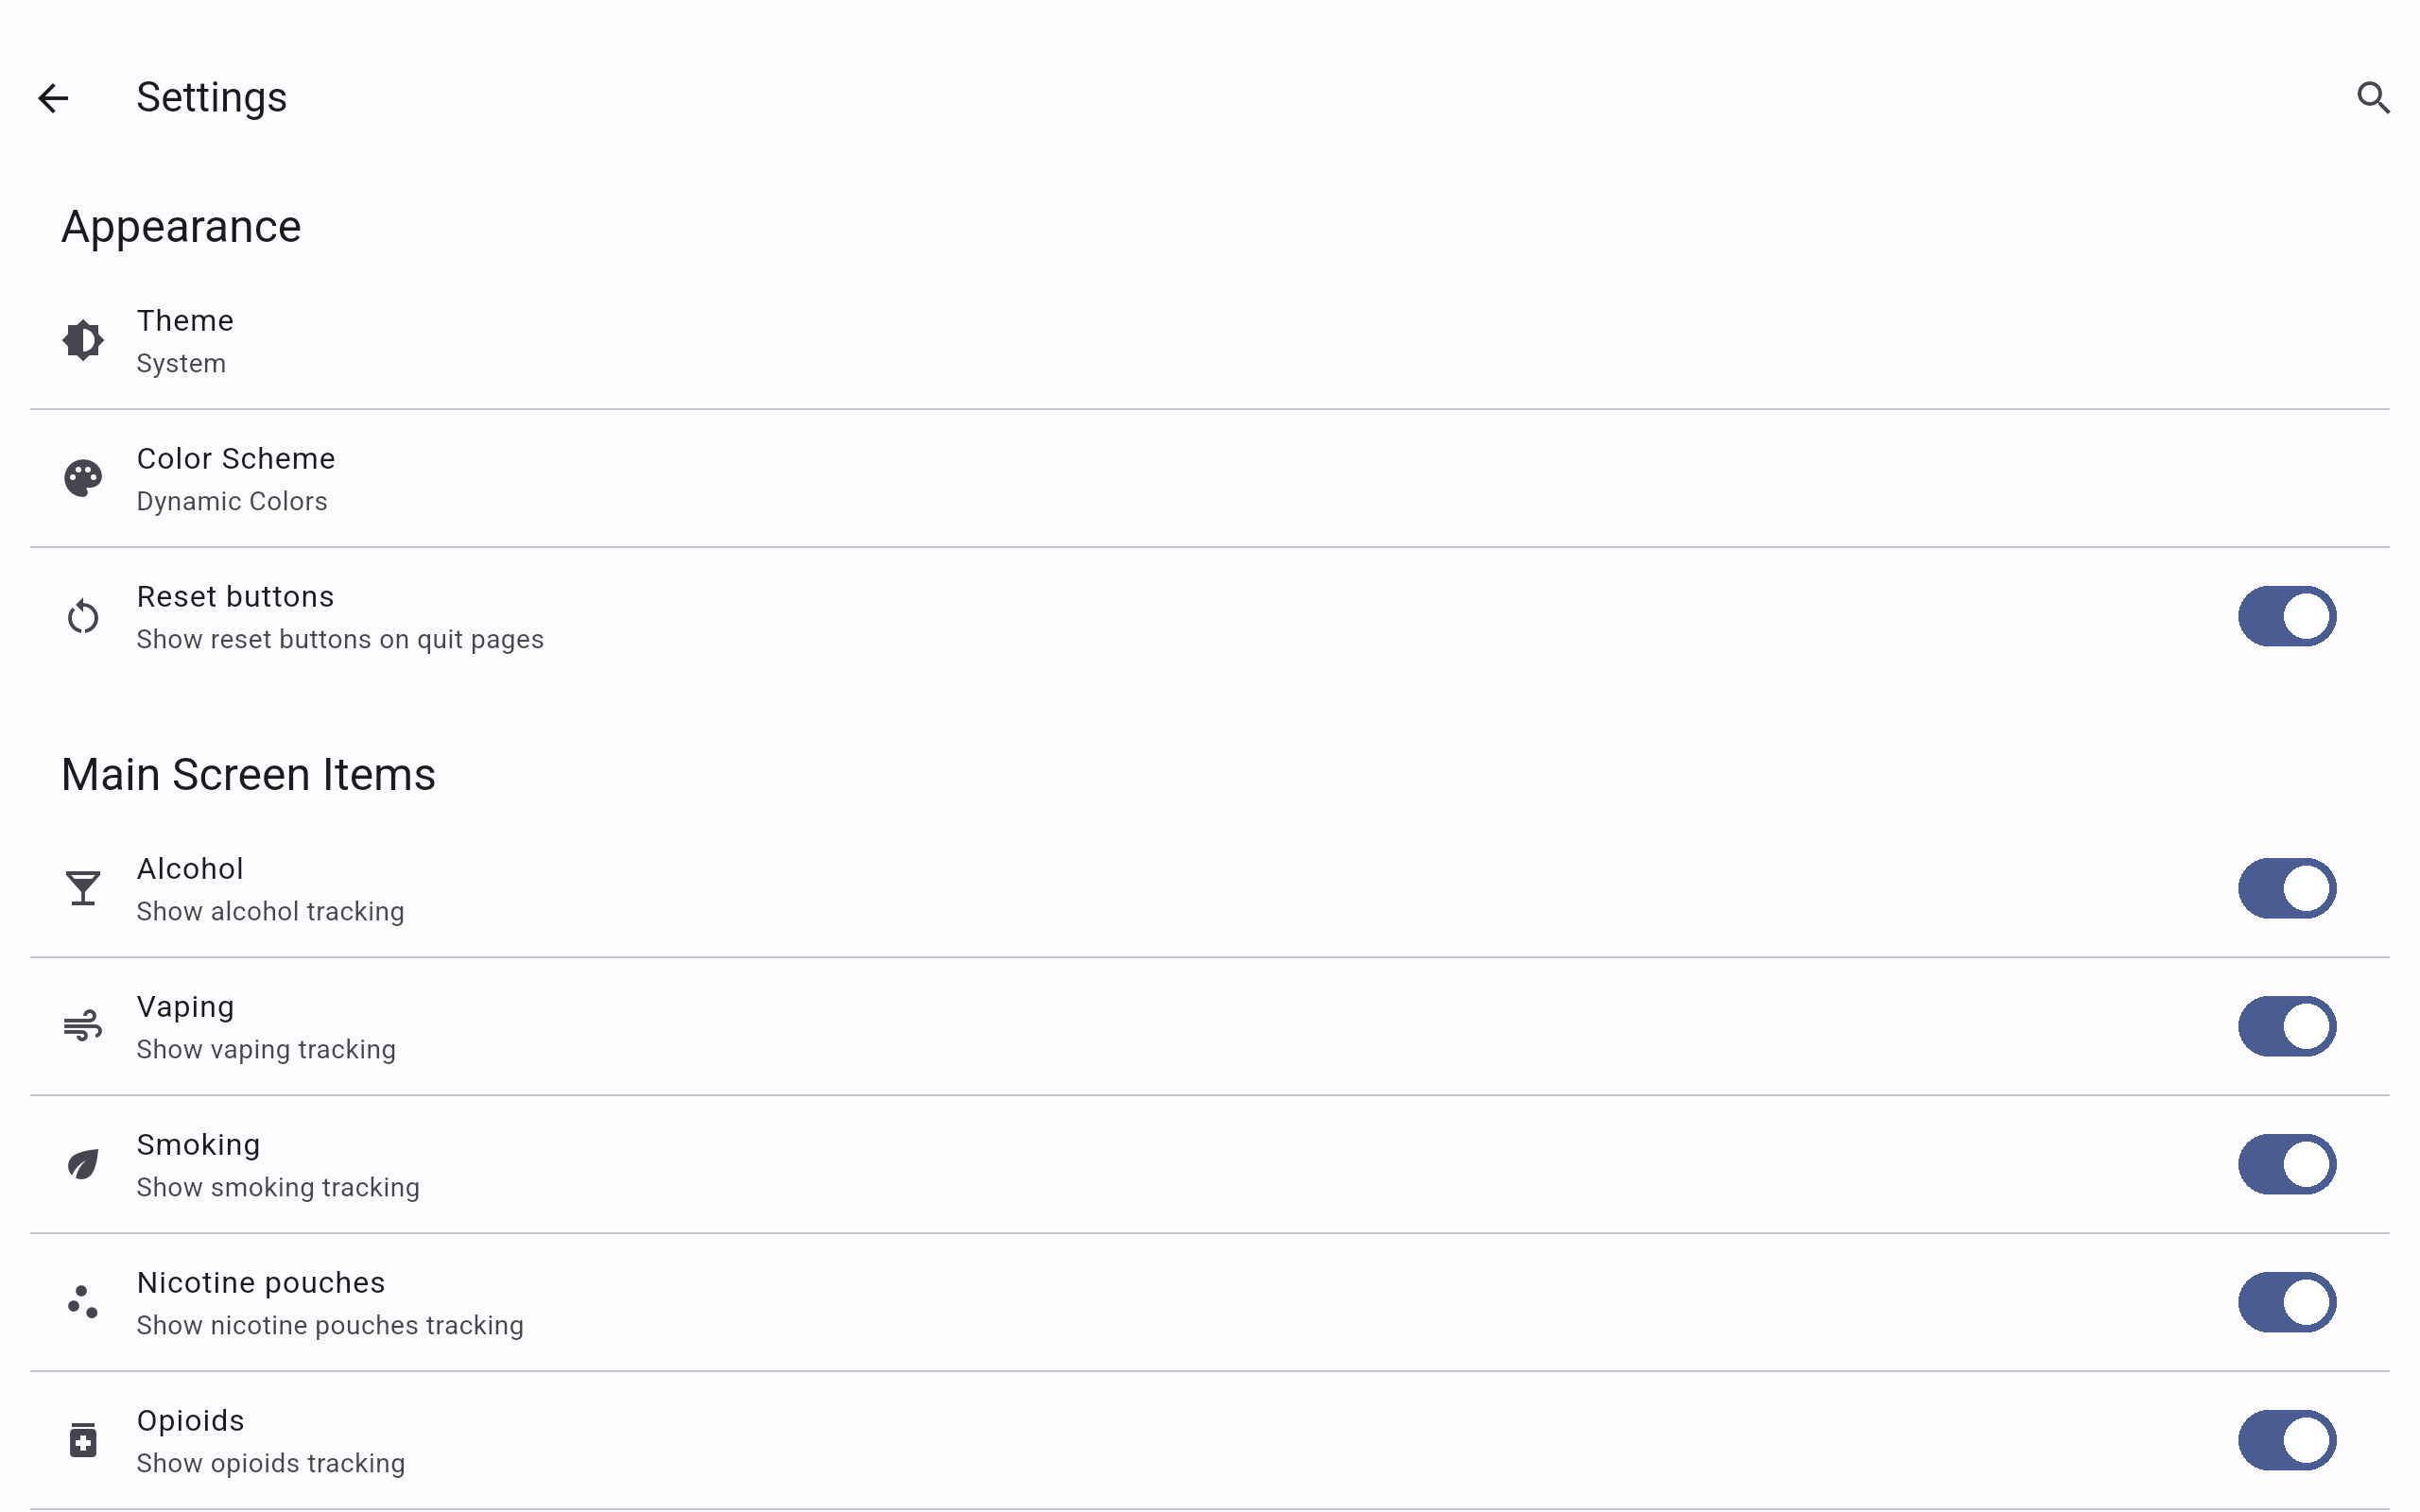 Settings
Appearance
Theme
System
Color Scheme
Dynamic Colors
Reset buttons
Show reset buttons on quit pages
Main Screen Items
Alcohol
Show alcohol tracking
Vaping
Show vaping tracking
Smoking
Show smoking tracking
Nicotine pouches
Show nicotine pouches tracking
Opioids
Show opioids tracking